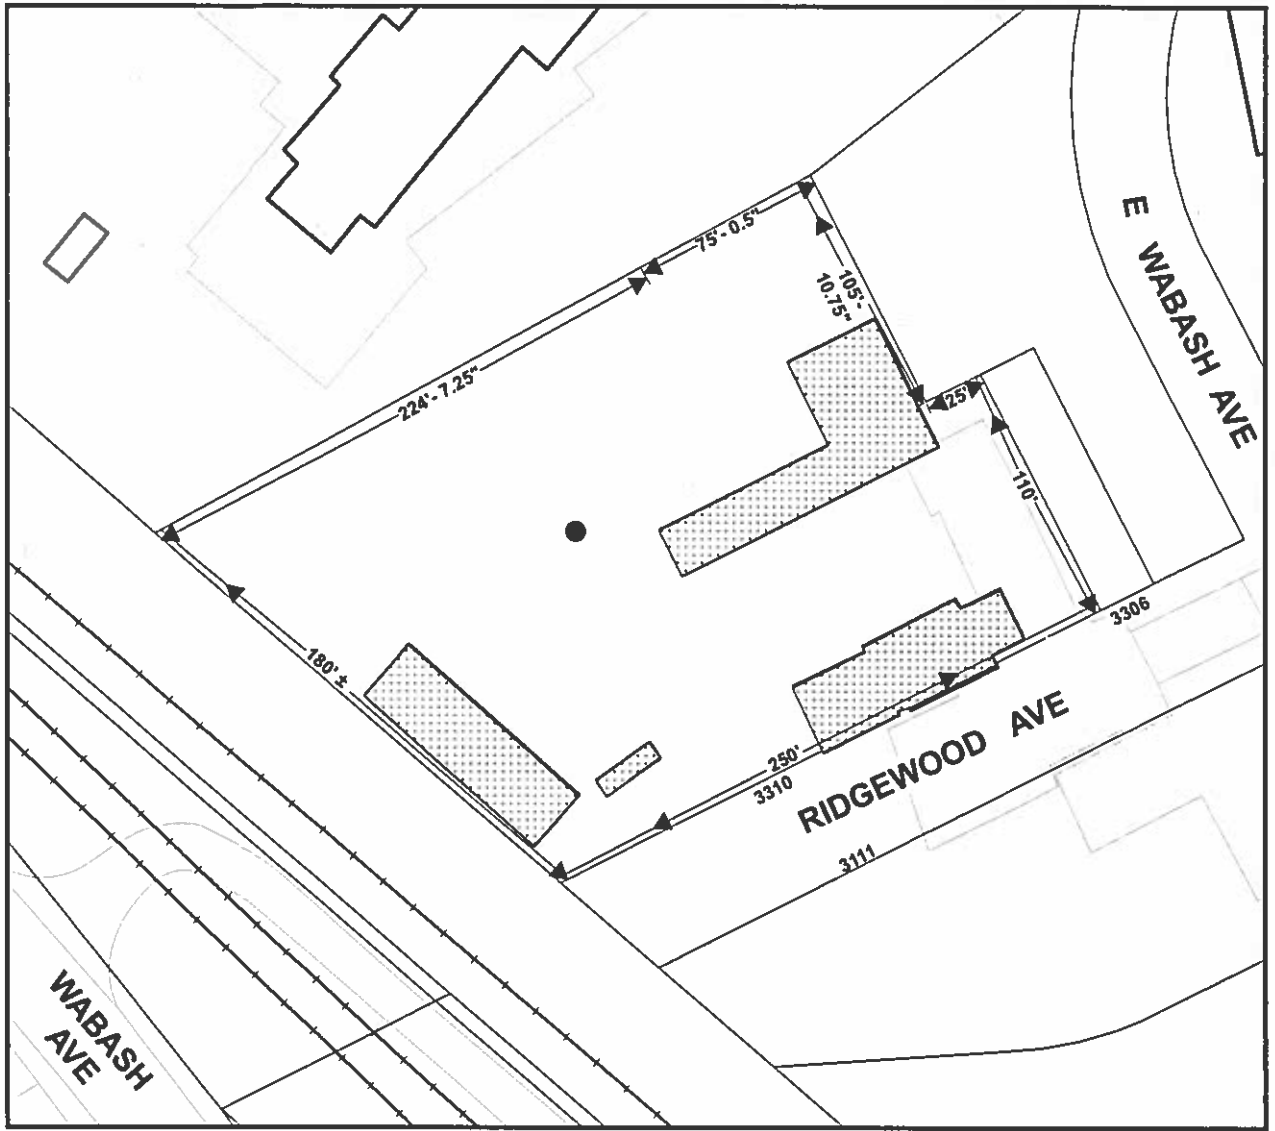 75'- 0.5"
E WABASH AVE
105'-
10.75"
224'- 7.25"
25'
110'
3306
180' ±
250'
3310
RIDGEWOOD AVE
3111
WABASH
AVE